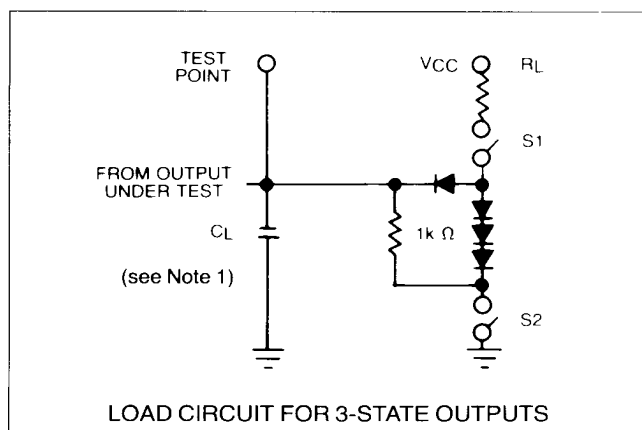 TEST
POINT
VCC RL
S1
FROM OUTPUT
UNDER TEST
CL
1k Ω
(see Note 1)
S2
LOAD CIRCUIT FOR 3-STATE OUTPUTS